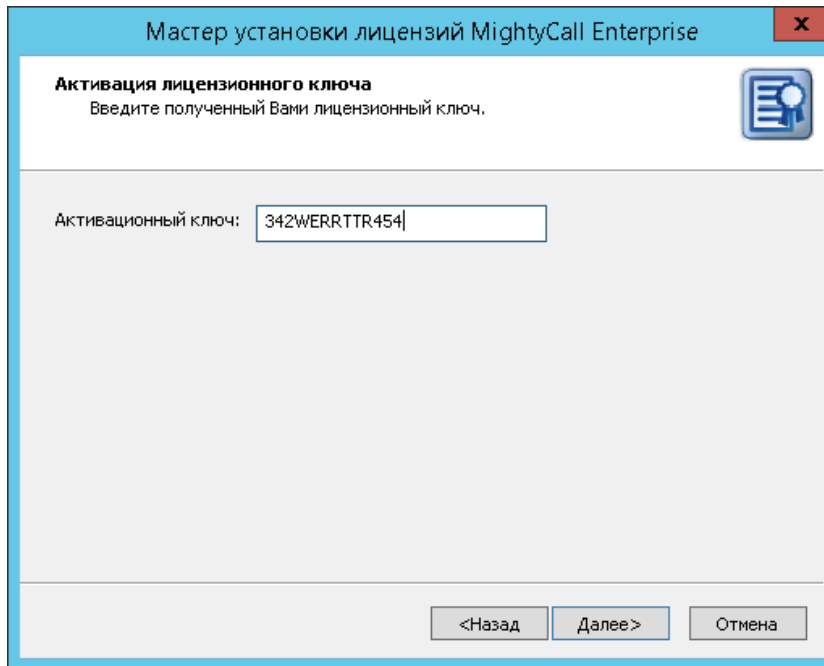 Мастер установки лицензий MightyCall Enterprise
x
Активация лицензионного ключа
Введите полученный Вами лицензионный ключ.
Активационный ключ: 342WERRTTR454
<Назад Далее> Отмена